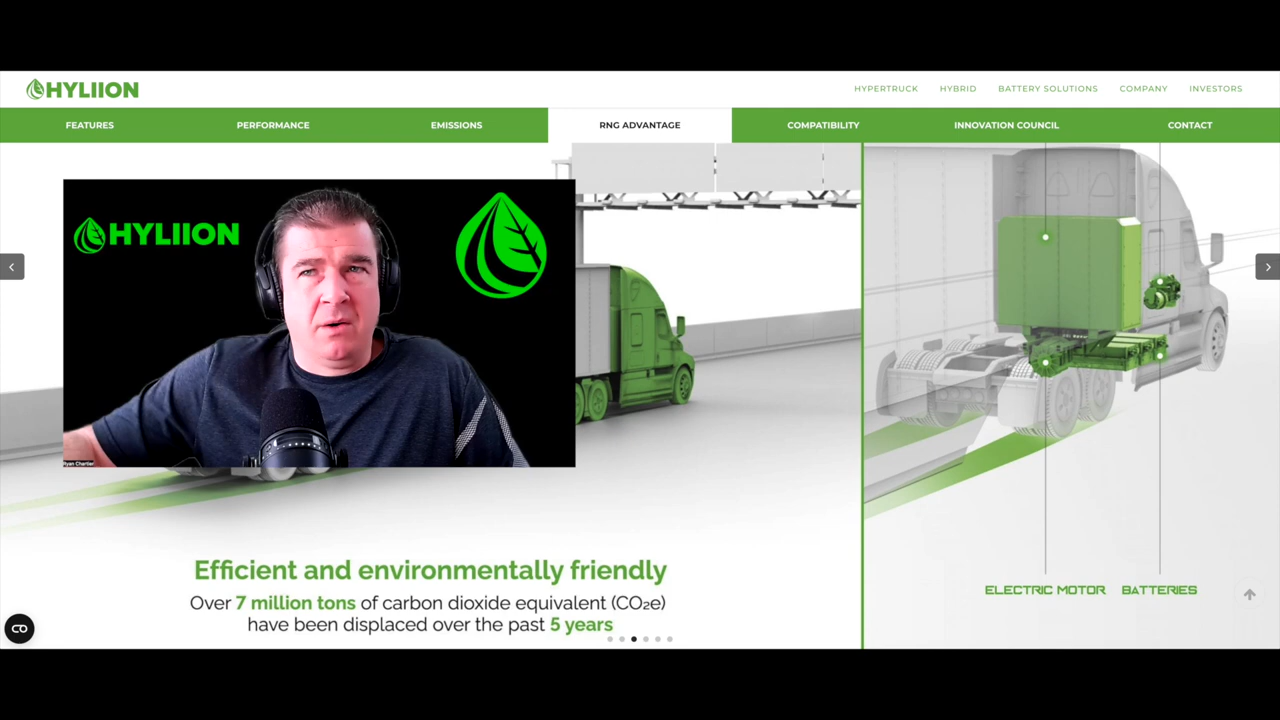 HYLIION
HYPERTRUCK HYBRID BATTERY SOLUTIONS COMPANY INVESTORS
FEATURES PERFORMANCE EMISSIONS RNG ADVANTAGE COMPATIBILITY INNOVATION COUNCIL CONTACT
HYLIION
Ryan Charlier
Efficient and environmentally friendly
Over 7 million tons of carbon dioxide equivalent (CO2e)
have been displaced over the past 5 years
ELECTRIC MOTOR BATTERIES